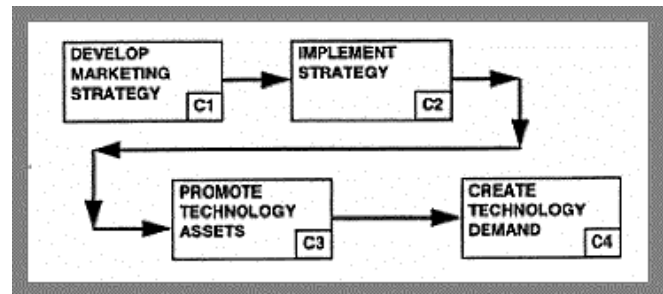 DEVELOP
MARKETING
STRATEGY
C1
IMPLEMENT
STRATEGY
C2
PROMOTE
TECHNOLOGY
ASSETS
C3
CREATE
TECHNOLOGY
DEMAND
C4